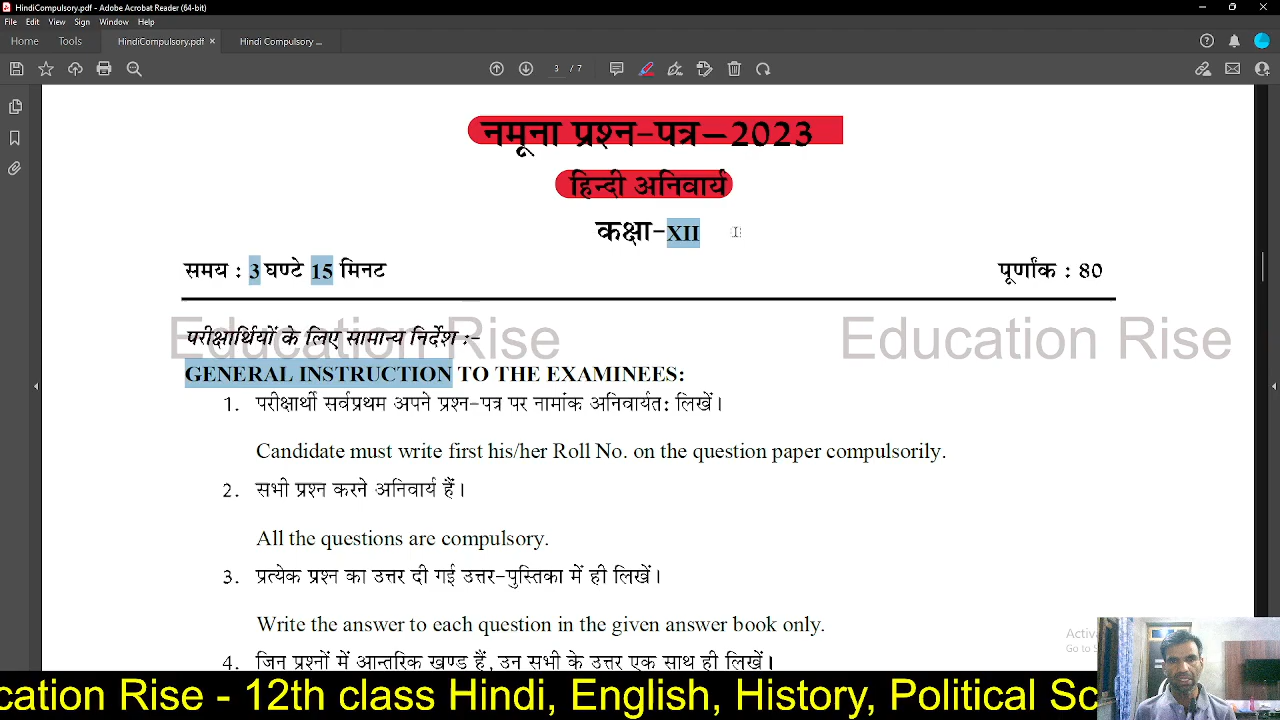 HindiCompulsory.pdf - Adobe Acrobat Reader (64-bit)
File Edit View Sign Window Help
Home Tools HindiCompulsory.pdf × Hindi Compulsory ...
3 / 7
नमूना प्रश्न-पत्र–2023
हिन्दी अनिवार्य
कक्षा-XII
समय : 3 घण्टे 15 मिनट पूर्णांक : 80
Education Rise Education Rise
परीक्षार्थियों के लिए सामान्य निर्देश :-
GENERAL INSTRUCTION TO THE EXAMINEES:
1. परीक्षार्थी सर्वप्रथम अपने प्रश्न-पत्र पर नामांक अनिवार्यत: लिखें।
Candidate must write first his/her Roll No. on the question paper compulsorily.
2. सभी प्रश्न करने अनिवार्य हैं।
All the questions are compulsory.
3. प्रत्येक प्रश्न का उत्तर दी गई उत्तर-पुस्तिका में ही लिखें।
Write the answer to each question in the given answer book only.
4. जिन प्रश्नों में आन्तरिक खण्ड हैं, उन सभी के उत्तर एक साथ ही लिखें।
Activ
Go to S
cation Rise - 12th class Hindi, English, History, Political Sc